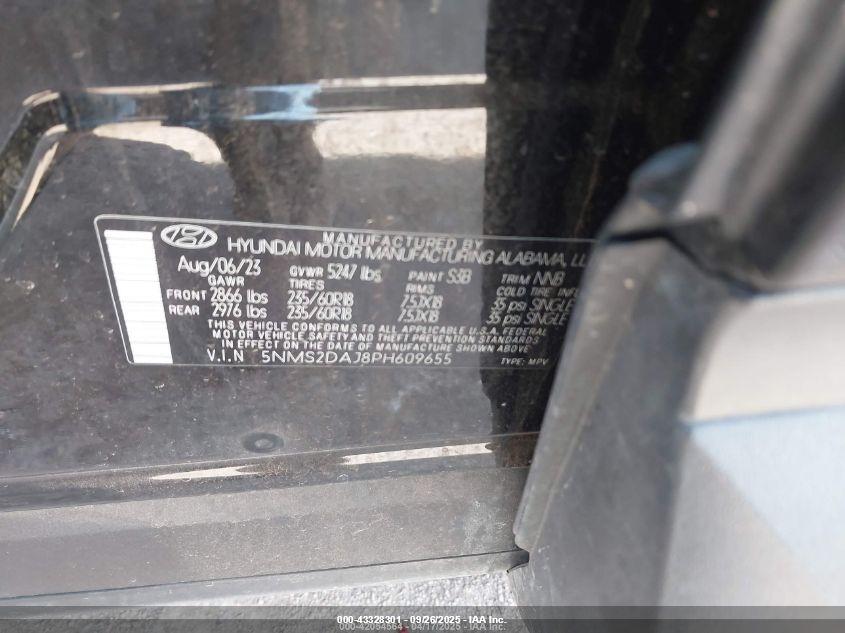 MANUFACTURED BY
HYUNDAI MOTOR MANUFACTURING ALABAMA, LL
Aug/06/23 GVWR 5247 lbs PAINT S3B TRIM NNB
GAWR TIRES RIMS COLD TIRE INF
FRONT 2866 lbs 235/60R18 7.5JX18 35 psi SINGLE
REAR 2976 lbs 235/60R18 7.5JX18 35 psi SINGLE
THIS VEHICLE CONFORMS TO ALL APPLICABLE U.S.A. FEDERAL
MOTOR VEHICLE SAFETY AND THEFT PREVENTION STANDARDS
IN EFFECT ON THE DATE OF MANUFACTURE SHOWN ABOVE
V.I.N 5NMS2DAJ8PH609655 TYPE: MPV
00-43328301 - 09/26/2025 - IAA Inc.
00-42084564 - 04/17/2025 - IAA Inc.